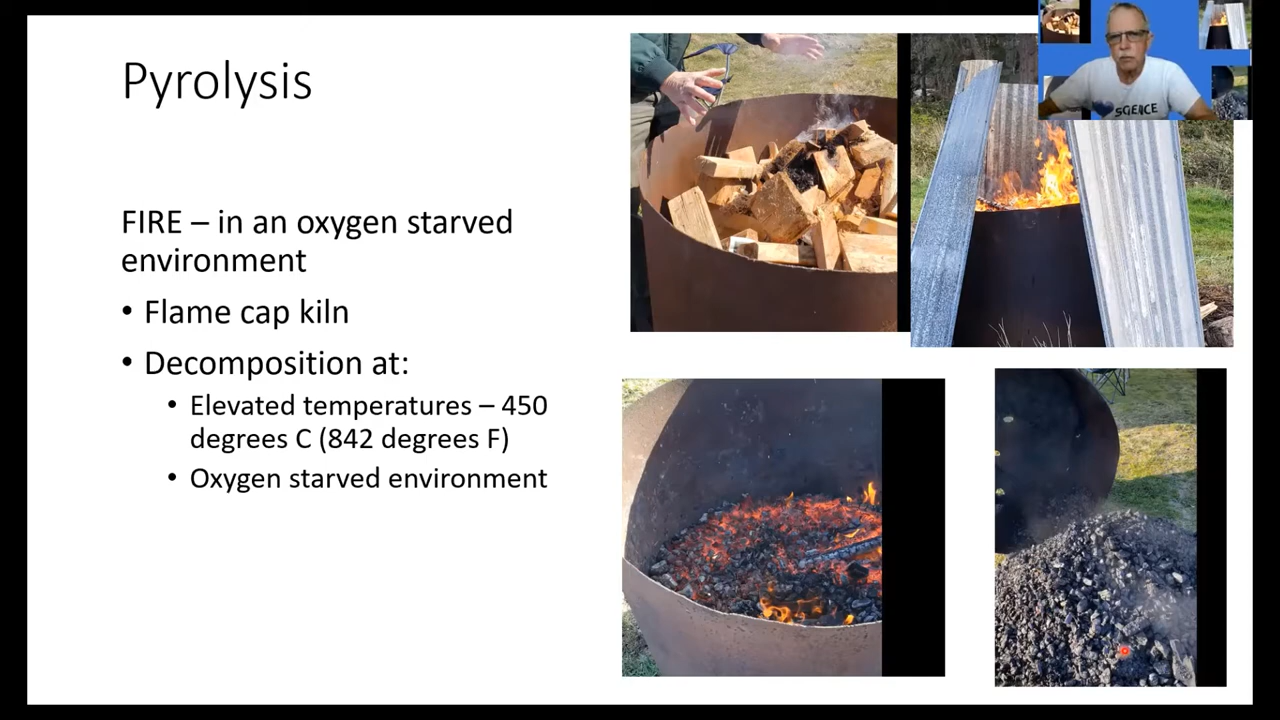 Pyrolysis
FIRE – in an oxygen starved
environment
• Flame cap kiln
• Decomposition at:
• Elevated temperatures – 450
degrees C (842 degrees F)
• Oxygen starved environment